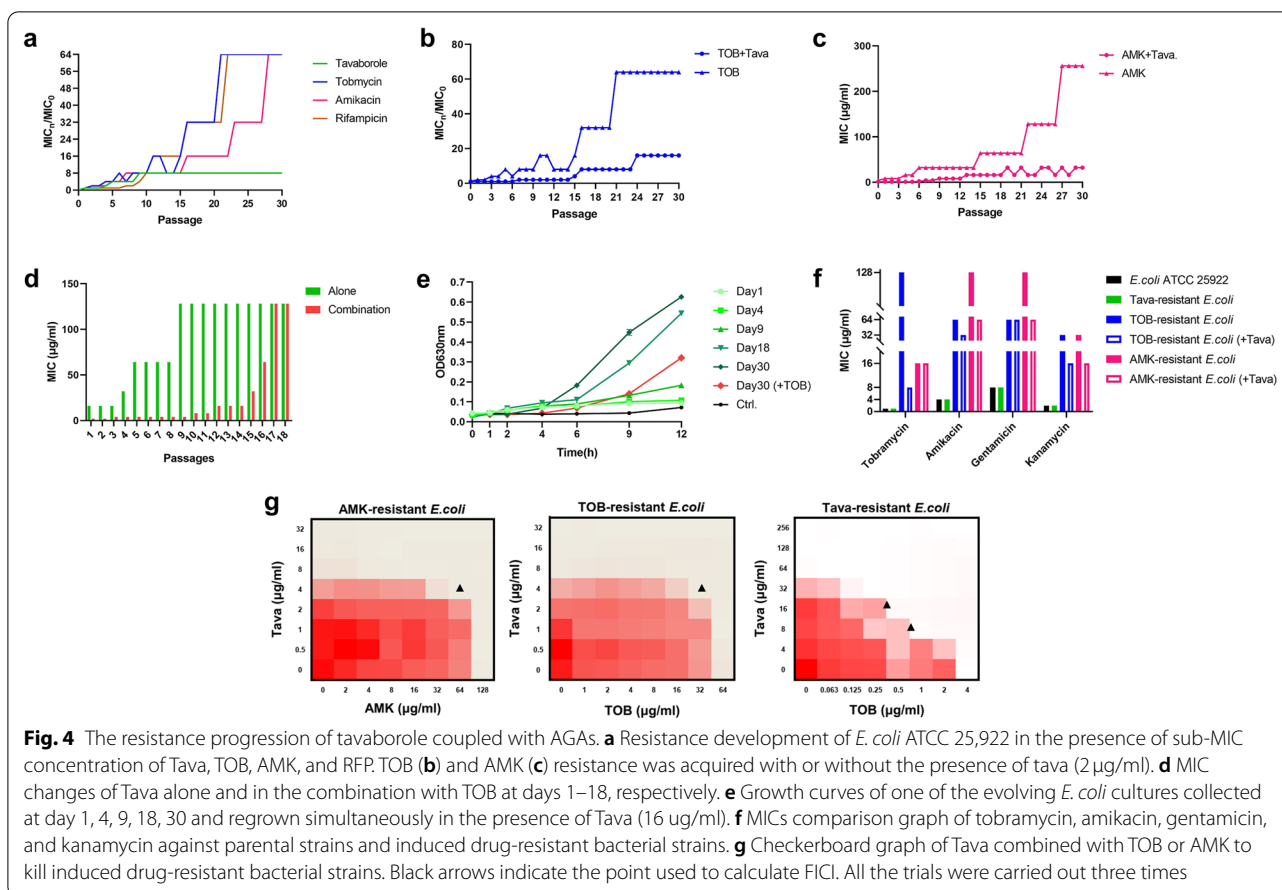 a
64
56
48
40
32
24
16
8
0
MICn/MIC0
0 5 10 15 20 25 30
Passage
Tavaborole
Tobmycin
Amikacin
Rifampicin
b
80
60
40
20
0
MICn/MIC0
0 3 6 9 12 15 18 21 24 27 30
Passage
TOB+Tava
TOB
c
300
200
100
0
MIC (μg/ml)
0 3 6 9 12 15 18 21 24 27 30
Passage
AMK+Tava.
AMK
d
150
100
50
0
MIC (μg/ml)
1 2 3 4 5 6 7 8 9 10 11 12 13 14 15 16 17 18
Passages
Alone
Combination
e
0.7
0.6
0.5
0.4
0.3
0.2
0.1
0.0
OD630nm
0 1 2 4 6 9 12
Time(h)
Day1
Day4
Day9
Day18
Day30
Day30 (+TOB)
Ctrl.
f
128
64
32
16
8
4
0
MIC (μg/ml)
Tobramycin
Amikacin
Gentamicin
Kanamycin
E.coli ATCC 25922
Tava-resistant E.coli
TOB-resistant E.coli
TOB-resistant E.coli (+Tava)
AMK-resistant E.coli
AMK-resistant E.coli (+Tava)
g
AMK-resistant E.coli
32
16
8
4
2
1
0.5
0
Tava (μg/ml)
0 2 4 8 16 32 64 128
AMK (μg/ml)
TOB-resistant E.coli
32
16
8
4
2
1
0.5
0
Tava (μg/ml)
0 1 2 4 8 16 32 64
TOB (μg/ml)
Tava-resistant E.coli
256
128
64
32
16
8
4
0
Tava (μg/ml)
0 0.063 0.125 0.25 0.5 1 2 4
TOB (μg/ml)
Fig. 4 The resistance progression of tavaborole coupled with AGAs. a Resistance development of E. coli ATCC 25,922 in the presence of sub-MIC
concentration of Tava, TOB, AMK, and RFP. TOB (b) and AMK (c) resistance was acquired with or without the presence of tava (2 μg/ml). d MIC
changes of Tava alone and in the combination with TOB at days 1–18, respectively. e Growth curves of one of the evolving E. coli cultures collected
at day 1, 4, 9, 18, 30 and regrown simultaneously in the presence of Tava (16 ug/ml). f MICs comparison graph of tobramycin, amikacin, gentamicin,
and kanamycin against parental strains and induced drug-resistant bacterial strains. g Checkerboard graph of Tava combined with TOB or AMK to
kill induced drug-resistant bacterial strains. Black arrows indicate the point used to calculate FICI. All the trials were carried out three times